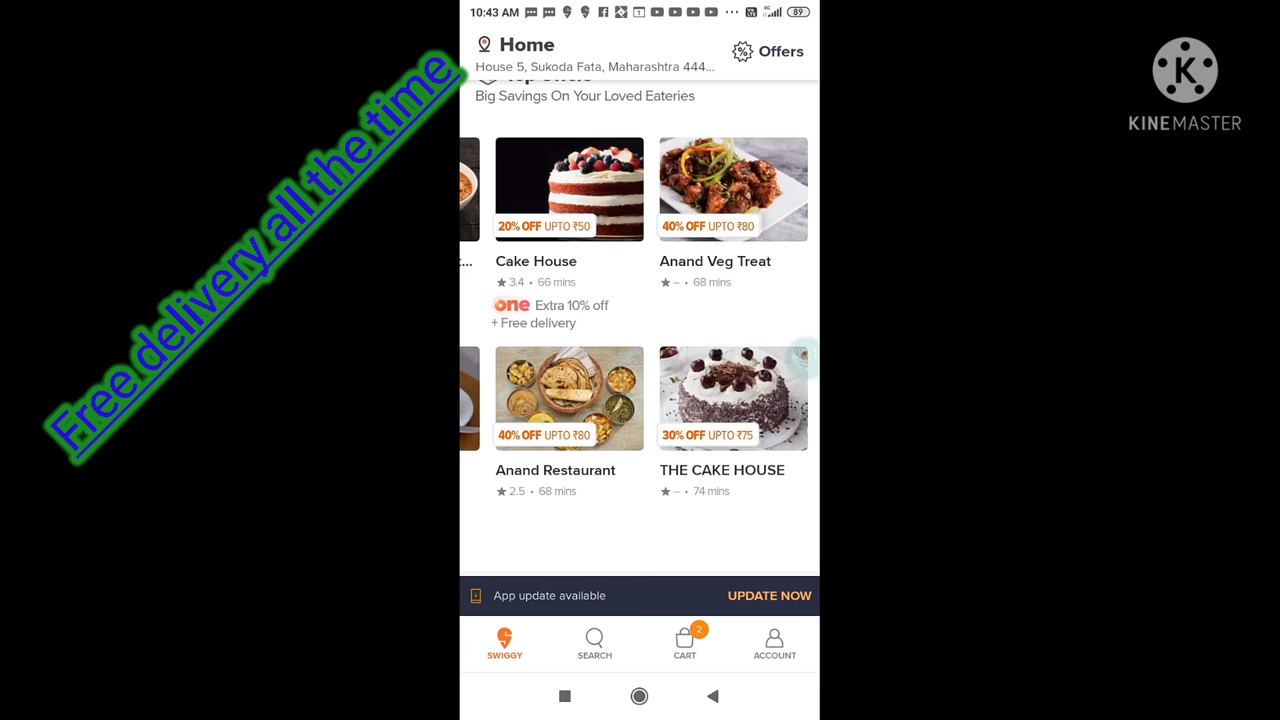 10:43 AM
89
Home
Offers
House 5, Sukoda Fata, Maharashtra 444...
Big Savings On Your Loved Eateries
Free delivery all the time
KINEMASTER
20% OFF UPTO ₹50
40% OFF UPTO ₹80
Cake House
Anand Veg Treat
3.4 • 66 mins
– • 68 mins
one Extra 10% off
+ Free delivery
40% OFF UPTO ₹80
30% OFF UPTO ₹75
Anand Restaurant
THE CAKE HOUSE
2.5 • 68 mins
– • 74 mins
App update available
UPDATE NOW
2
SWIGGY
SEARCH
CART
ACCOUNT